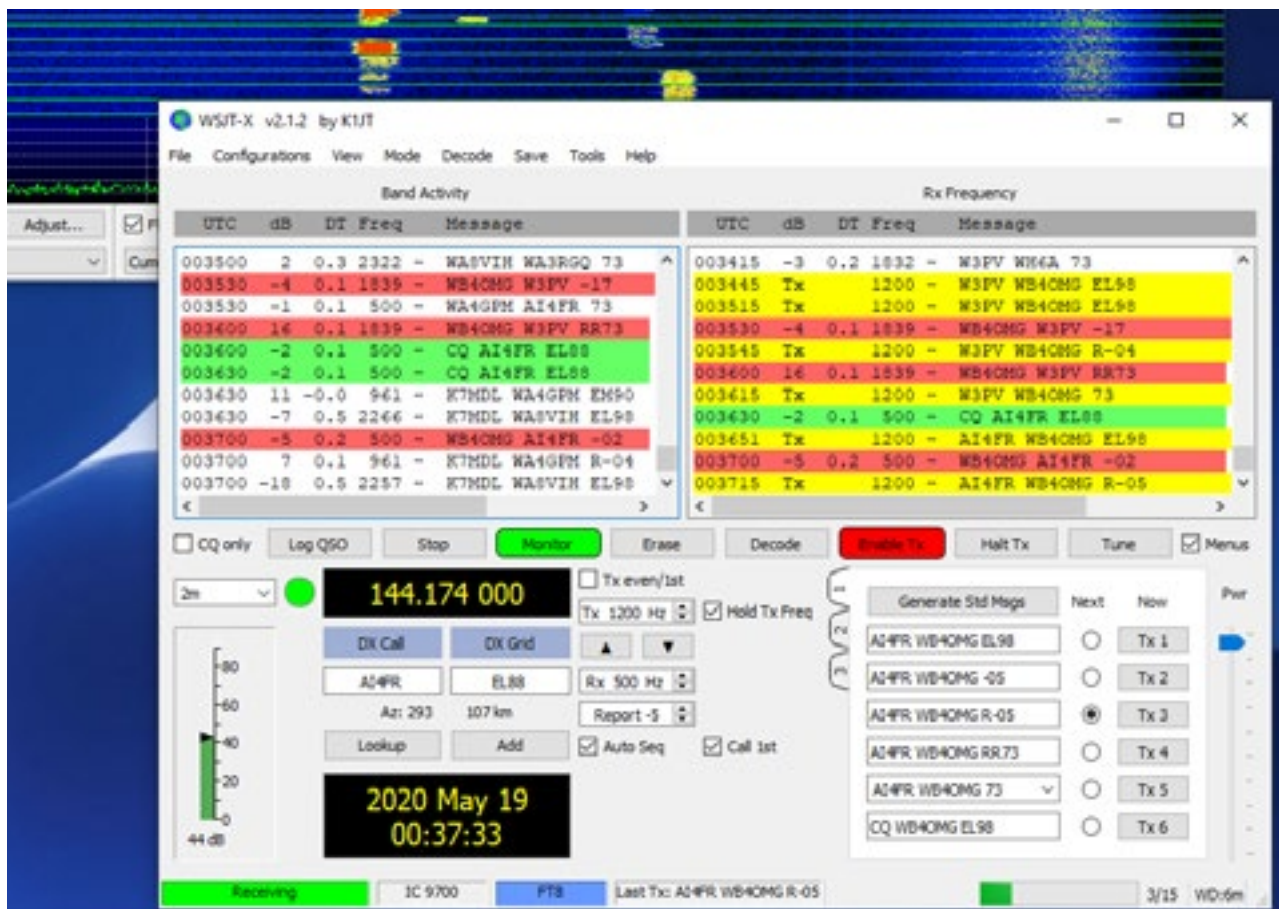 WSJT-X v2.1.2 by K1JT
File Configurations View Mode Decode Save Tools Help
Band Activity Rx Frequency
Adjust...
UTC dB DT Freq Message UTC dB DT Freq Message
Cum
003500 2 0.3 2322 ~ WA8VIH WA3RGQ 73 003415 -3 0.2 1832 ~ W3PV WH6A 73
003530 -4 0.1 1839 ~ WB4OMG W3PV -17 003445 Tx 1200 ~ W3PV WB4OMG EL98
003530 -1 0.1 500 ~ WA4GPM AI4FR 73 003515 Tx 1200 ~ W3PV WB4OMG EL98
003600 16 0.1 1839 ~ WB4OMG W3PV RR73 003530 -4 0.1 1839 ~ WB4OMG W3PV -17
003600 -2 0.1 500 ~ CQ AI4FR EL88 003545 Tx 1200 ~ W3PV WB4OMG R-04
003630 -2 0.1 500 ~ CQ AI4FR EL88 003600 16 0.1 1839 ~ WB4OMG W3PV RR73
003630 11 -0.0 961 ~ K7MDL WA4GPM EM90 003615 Tx 1200 ~ W3PV WB4OMG 73
003630 -7 0.5 2266 ~ K7MDL WA8VIH EL98 003630 -2 0.1 500 ~ CQ AI4FR EL88
003700 -5 0.2 500 ~ WB4OMG AI4FR -02 003651 Tx 1200 ~ AI4FR WB4OMG EL98
003700 7 0.1 961 ~ K7MDL WA4GPM R-04 003700 -5 0.2 500 ~ WB4OMG AI4FR -02
003700 -18 0.5 2257 ~ K7MDL WA8VIH EL98 003715 Tx 1200 ~ AI4FR WB4OMG R-05
CQ only Log QSO Stop Monitor Erase Decode Enable Tx Halt Tx Tune Menus
2m 144.174 000 Tx even/1st
Tx 1200 Hz Hold Tx Freq
1 Generate Std Msgs Next Now Pwr
DX Call DX Grid
2 AI4FR WB4OMG EL98 Tx 1
AI4FR EL88 Rx 500 Hz
3 AI4FR WB4OMG -05 Tx 2
Az: 293 107 km Report -5
AI4FR WB4OMG R-05 Tx 3
Lookup Add Auto Seq Call 1st
AI4FR WB4OMG RR73 Tx 4
AI4FR WB4OMG 73 Tx 5
CQ WB4OMG EL98 Tx 6
80
60
40
20
0
44 dB
2020 May 19
00:37:33
Receiving IC 9700 FT8 Last Tx: AI4FR WB4OMG R-05 3/15 WD:6m